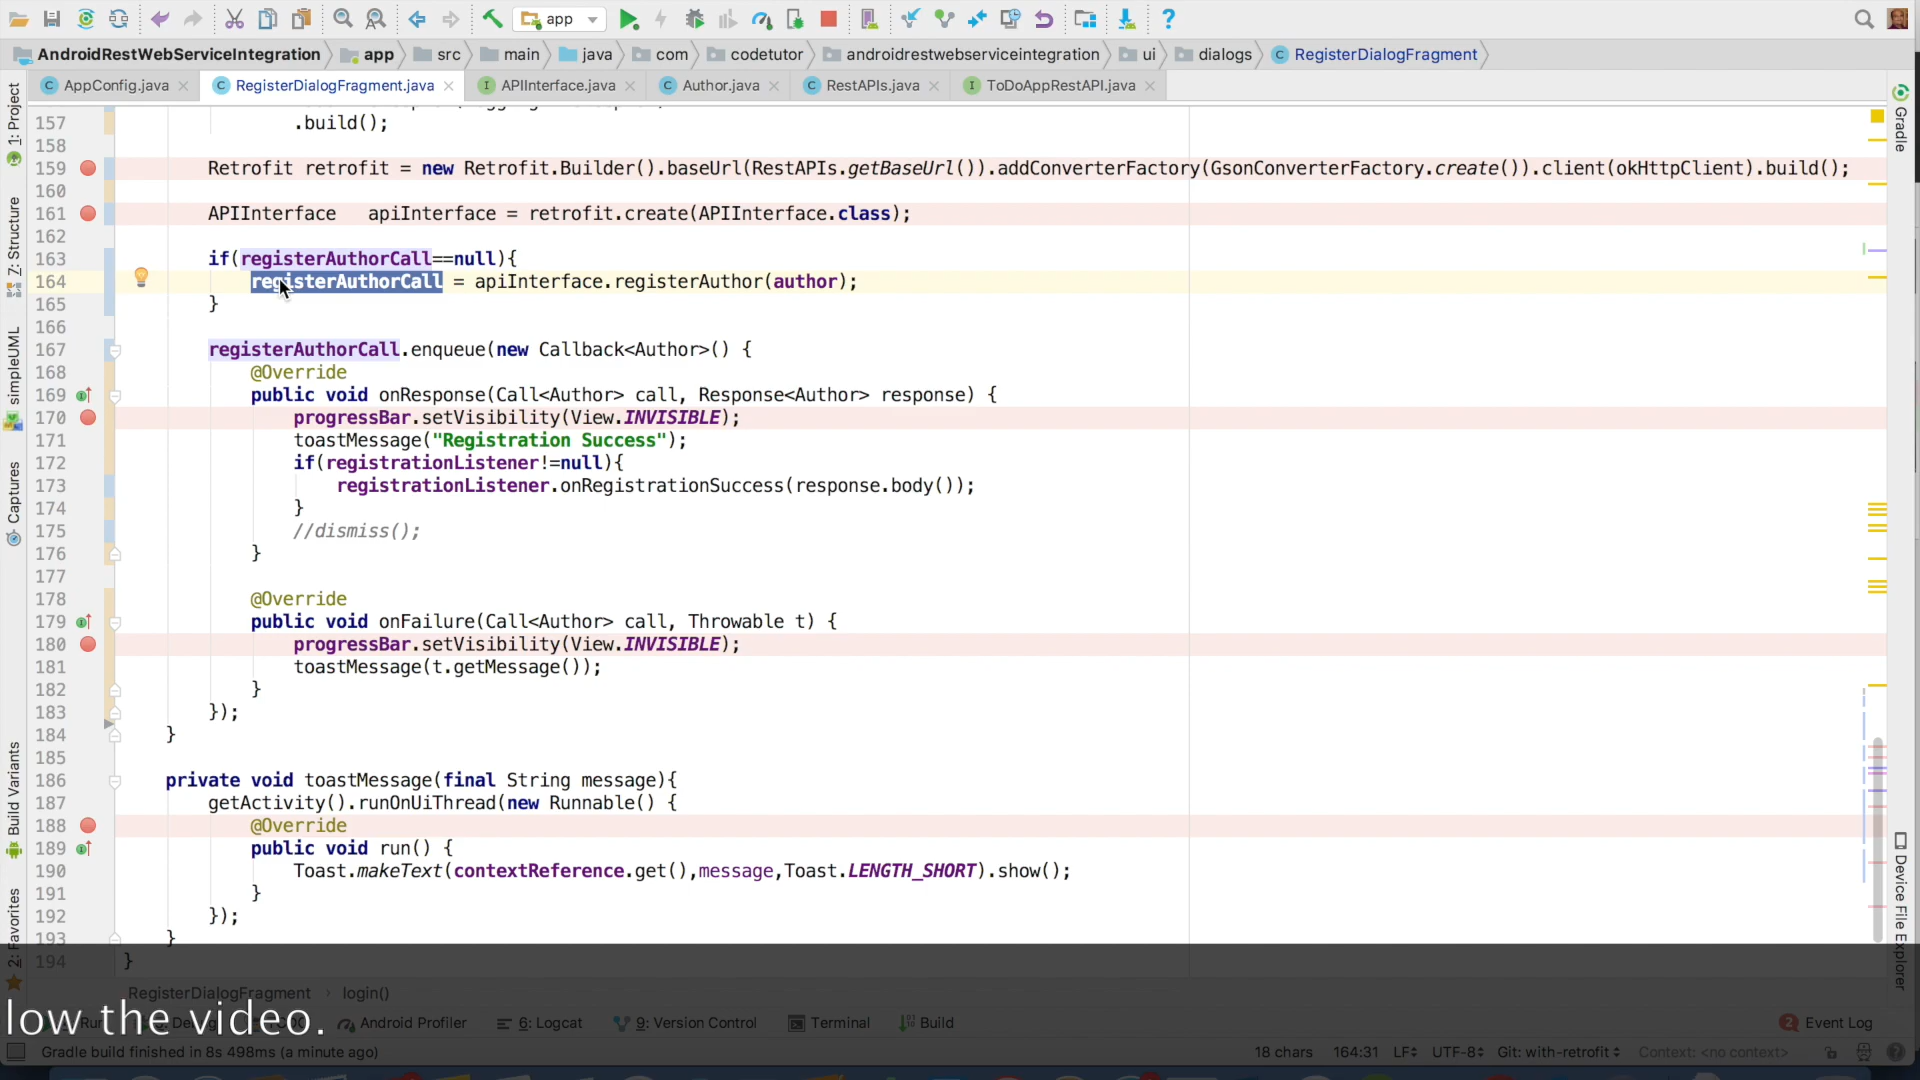 app
AndroidRestWebServiceIntegration app src main java com codetutor androidrestwebserviceintegration ui dialogs RegisterDialogFragment
AppConfig.java RegisterDialogFragment.java APIInterface.java Author.java RestAPIs.java ToDoAppRestAPI.java
1: Project
Z: Structure
simpleUML
Captures
Build Variants
2: Favorites
Gradle
Device File Explorer
157 .build();
158
159 Retrofit retrofit = new Retrofit.Builder().baseUrl(RestAPIs.getBaseUrl()).addConverterFactory(GsonConverterFactory.create()).client(okHttpClient).build();
160
161 APIInterface apiInterface = retrofit.create(APIInterface.class);
162
163 if(registerAuthorCall==null){
164 registerAuthorCall = apiInterface.registerAuthor(author);
165 }
166
167 registerAuthorCall.enqueue(new Callback<Author>() {
168 @Override
169 public void onResponse(Call<Author> call, Response<Author> response) {
170 progressBar.setVisibility(View.INVISIBLE);
171 toastMessage("Registration Success");
172 if(registrationListener!=null){
173 registrationListener.onRegistrationSuccess(response.body());
174 }
175 //dismiss();
176 }
177
178 @Override
179 public void onFailure(Call<Author> call, Throwable t) {
180 progressBar.setVisibility(View.INVISIBLE);
181 toastMessage(t.getMessage());
182 }
183 });
184 }
185
186 private void toastMessage(final String message){
187 getActivity().runOnUiThread(new Runnable() {
188 @Override
189 public void run() {
190 Toast.makeText(contextReference.get(),message,Toast.LENGTH_SHORT).show();
191 }
192 });
193 }
194 }
RegisterDialogFragment › login()
low the video.
Android Profiler 6: Logcat 9: Version Control Terminal Build 2 Event Log
Gradle build finished in 8s 498ms (a minute ago) 18 chars 164:31 LF UTF-8 Git: with-retrofit Context: <no context>